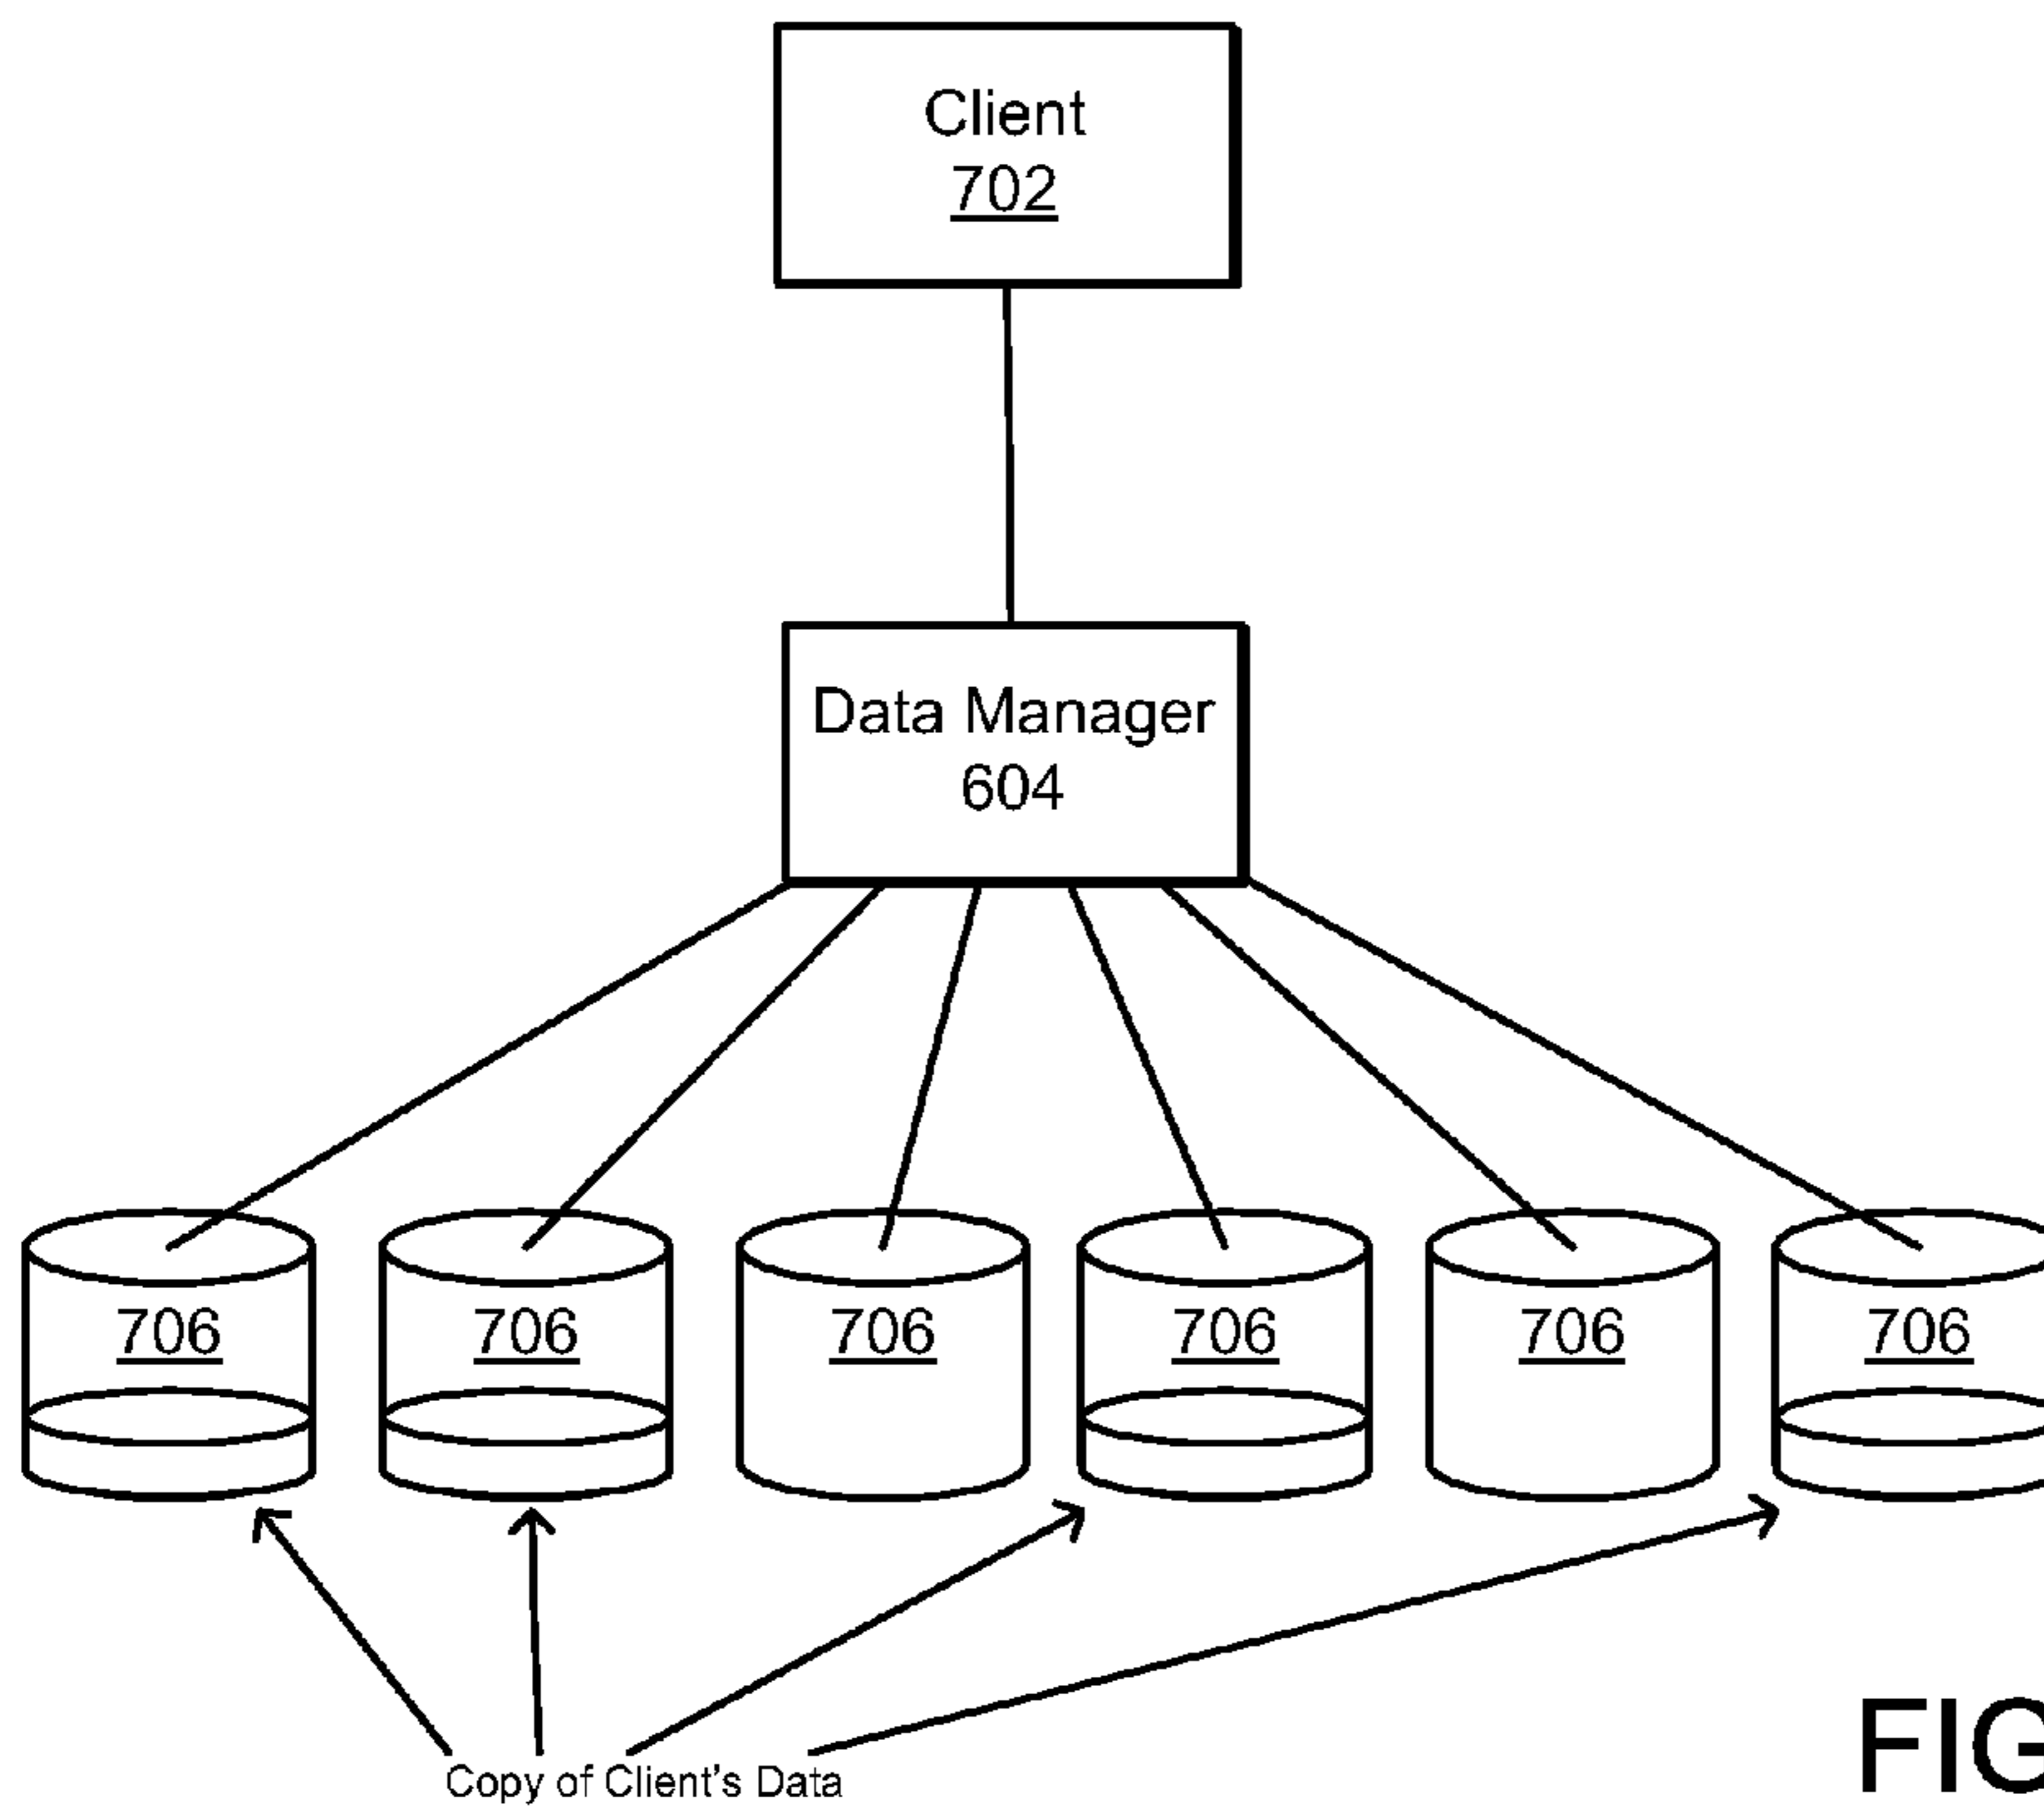 Client
702
Data Manager
604
706 706 706 706 706 706
Copy of Client's Data
FIG